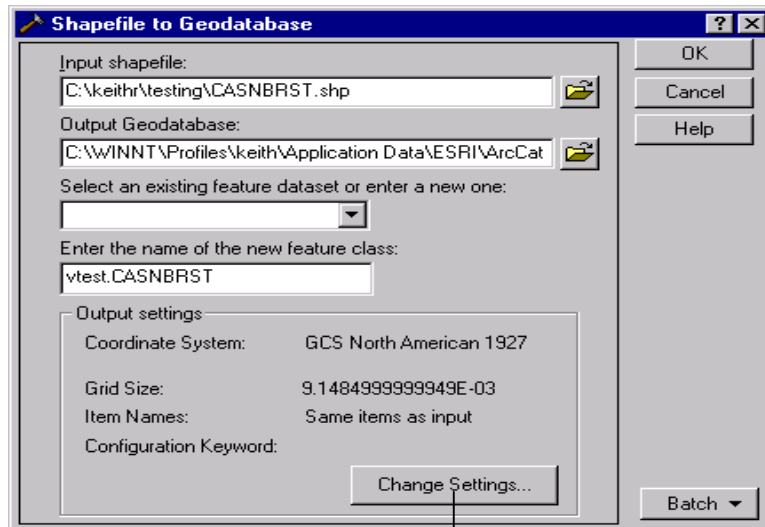 Shapefile to Geodatabase
Input shapefile:
C:\keithr\testing\CASNBRST.shp
Output Geodatabase:
C:\WINNT\Profiles\keith\Application Data\ESRI\ArcCat
Select an existing feature dataset or enter a new one:
Enter the name of the new feature class:
vtest.CASNBRST
Output settings
Coordinate System: GCS North American 1927
Grid Size: 9.1484999999949E-03
Item Names: Same items as input
Configuration Keyword:
Change Settings...
OK
Cancel
Help
Batch